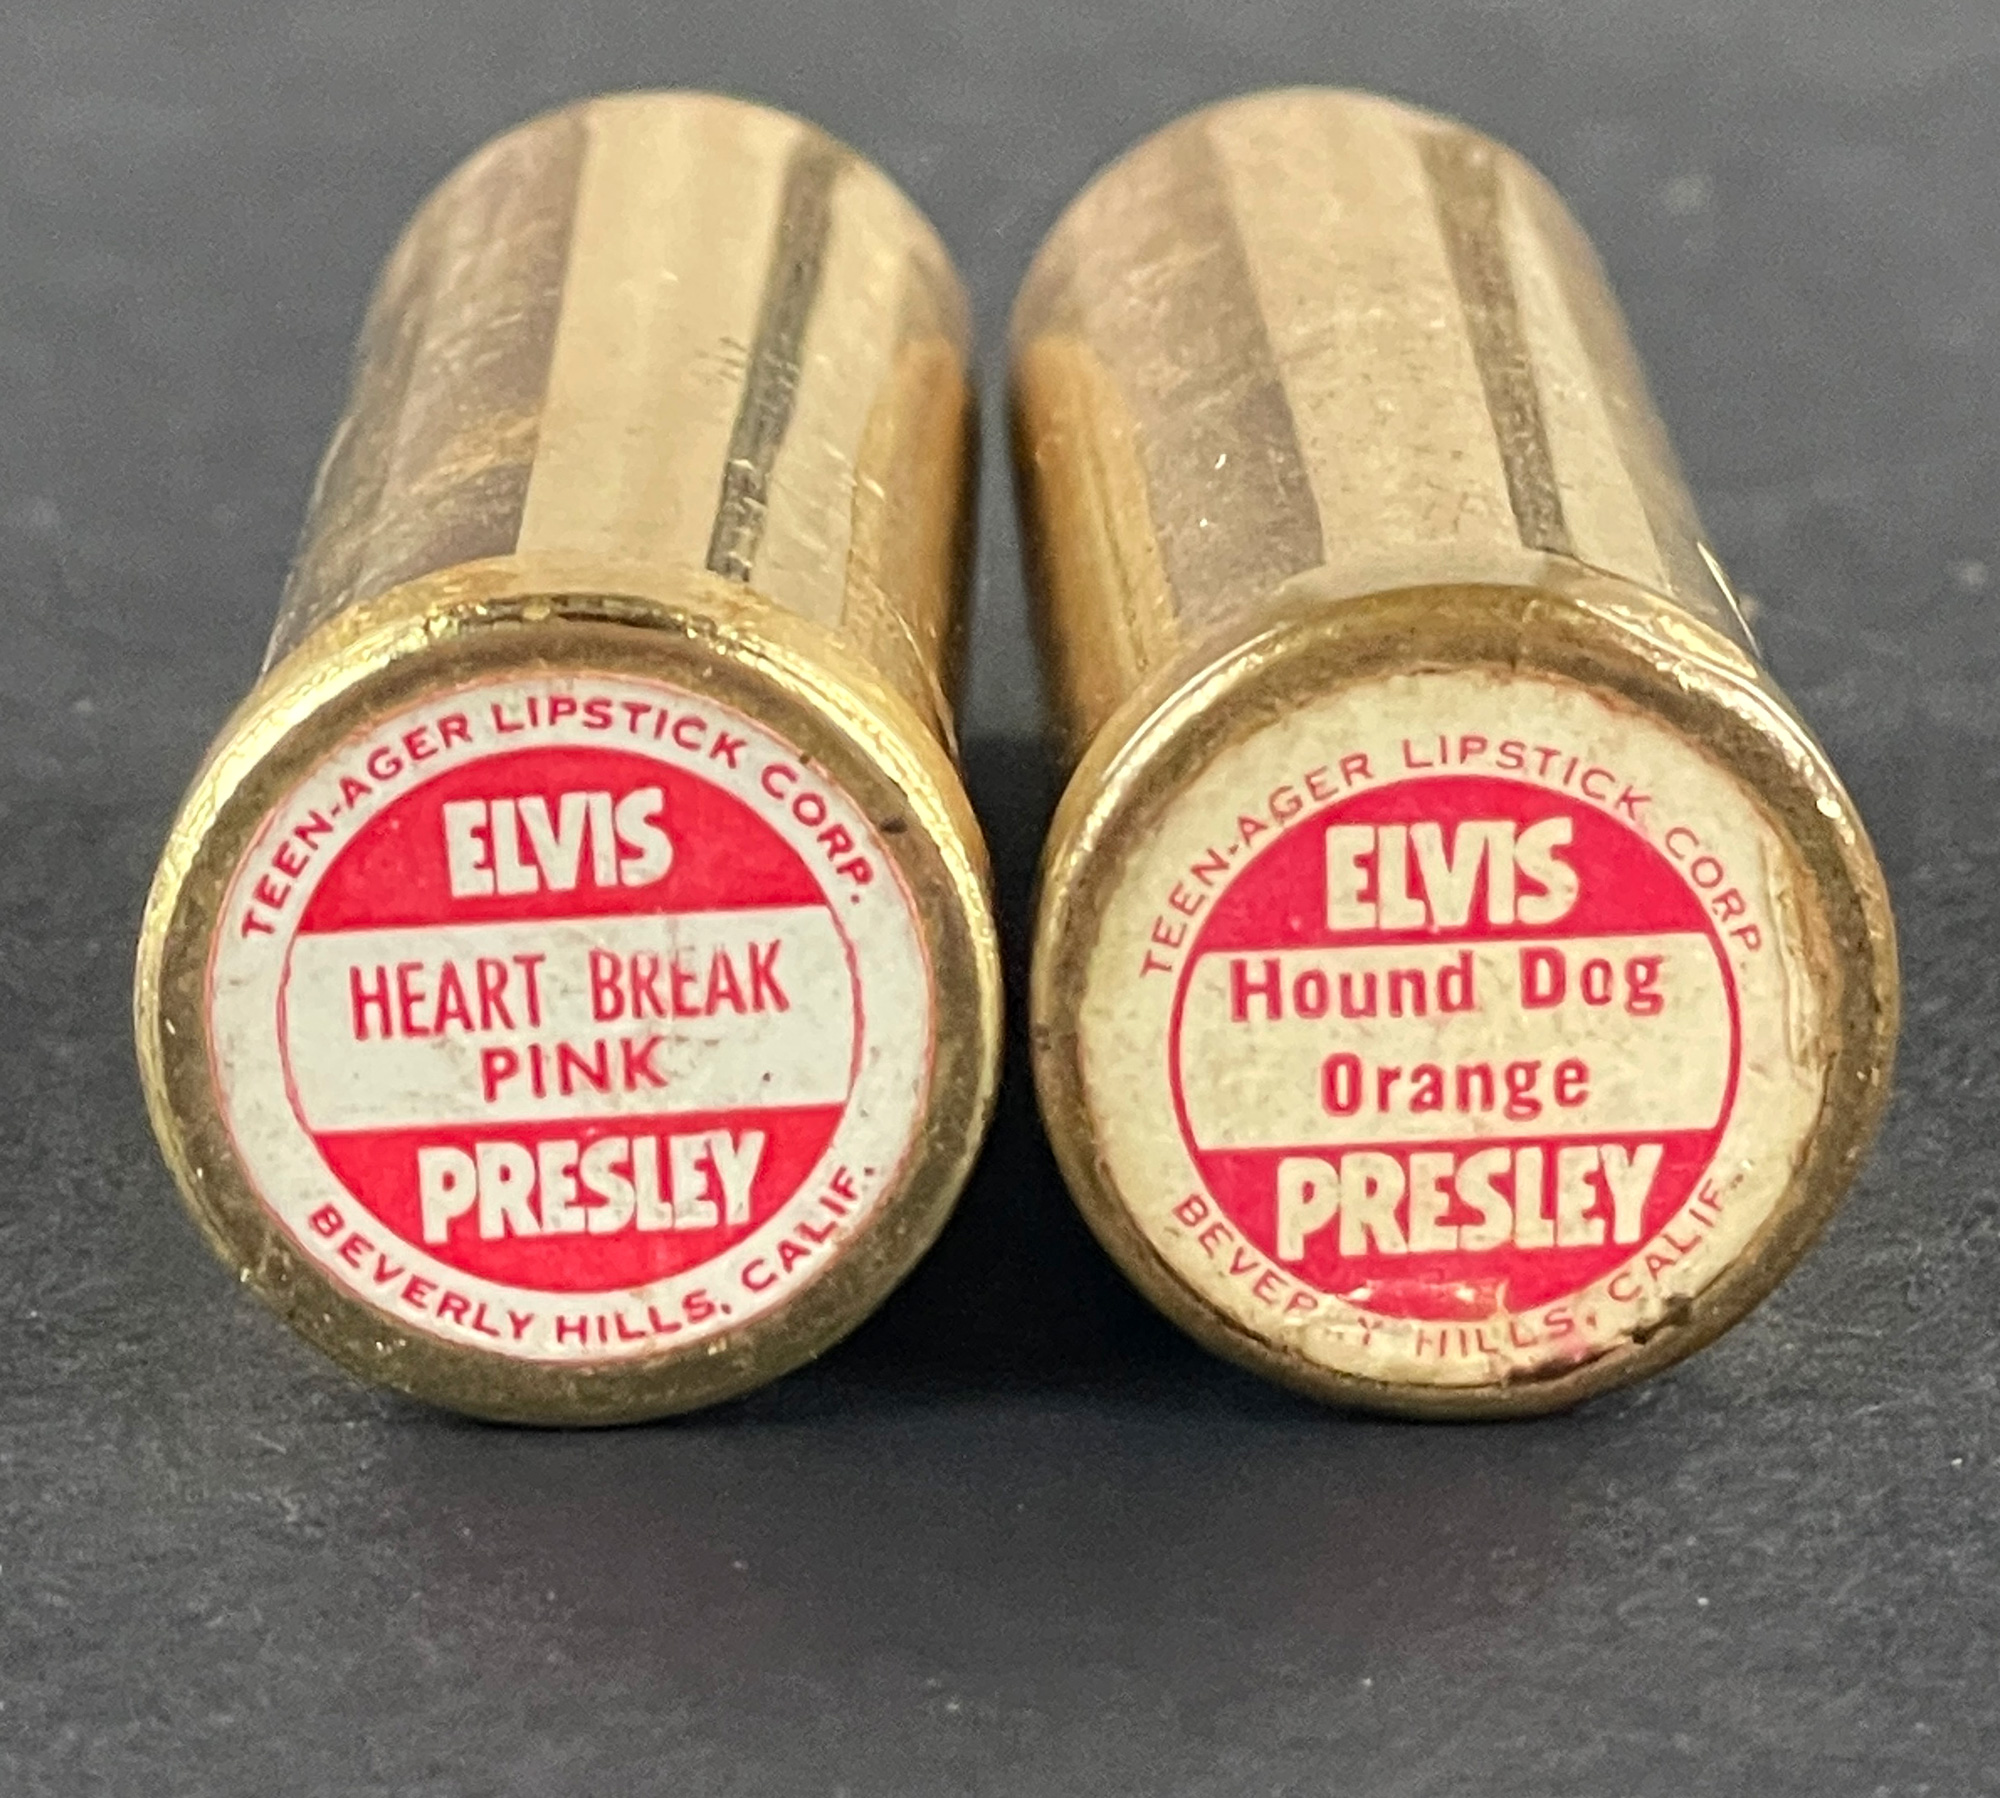 TEEN-AGER LIPSTICK CORP.
ELVIS
HEART BREAK
PINK
PRESLEY
BEVERLY HILLS, CALIF.
TEEN-AGER LIPSTICK CORP.
ELVIS
Hound Dog
Orange
PRESLEY
BEVERLY HILLS, CALIF.